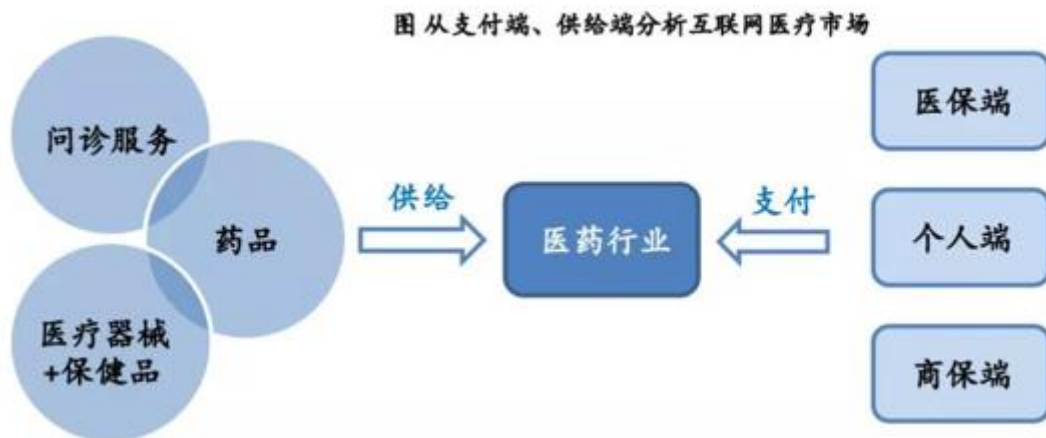 图 从支付端、供给端分析互联网医疗市场
问诊服务
药品
医疗器械
+保健品
供给
医药行业
支付
医保端
个人端
商保端